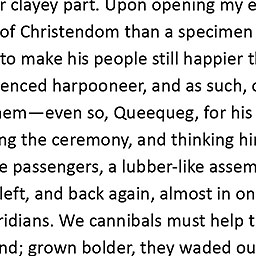 r clayey part. Upon opening my e
of Christendom than a specimen
to make his people still happier t
enced harpooneer, and as such,
hem—even so, Queequeg, for his
ng the ceremony, and thinking hi
e passengers, a lubber-like assem
left, and back again, almost in on
ridians. We cannibals must help t
nd; grown bolder, they waded ou